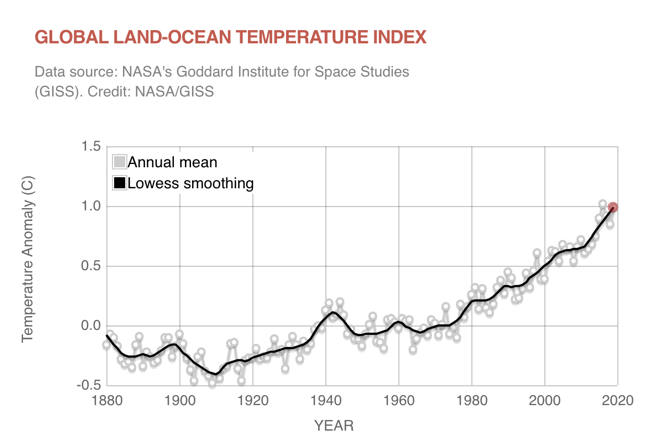 GLOBAL LAND-OCEAN TEMPERATURE INDEX
Data source: NASA's Goddard Institute for Space Studies
(GISS). Credit: NASA/GISS
Temperature Anomaly (C)
1.5
1.0
0.5
0.0
-0.5
Annual mean
Lowess smoothing
1880 1900 1920 1940 1960 1980 2000 2020
YEAR